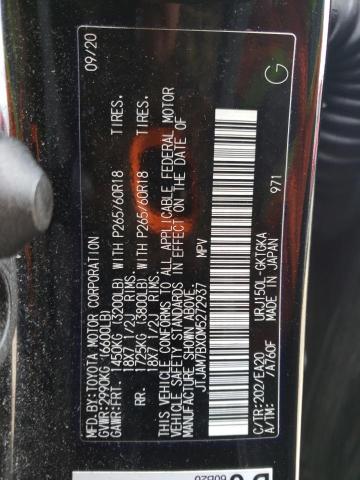 MFD.BY:TOYOTA MOTOR CORPORATION 09/20
GVWR:2990KG (6600LB)
GAWR:FRT. 1450KG (3200LB) WITH P265/60R18 TIRES.
18X7 1/2J RIMS.
RR. 1725KG (3800LB) WITH P265/60R18 TIRES.
18X7 1/2J RIMS.
THIS VEHICLE CONFORMS TO ALL APPLICABLE FEDERAL MOTOR
VEHICLE SAFETY STANDARDS IN EFFECT ON THE DATE OF
MANUFACTURE SHOWN ABOVE.
JTJAM7BX0M5272937 MPV
G
971
C/TR:202/EA20 URJ150L-GKTGKA
A/TM: /A760F MADE IN JAPAN
60B20